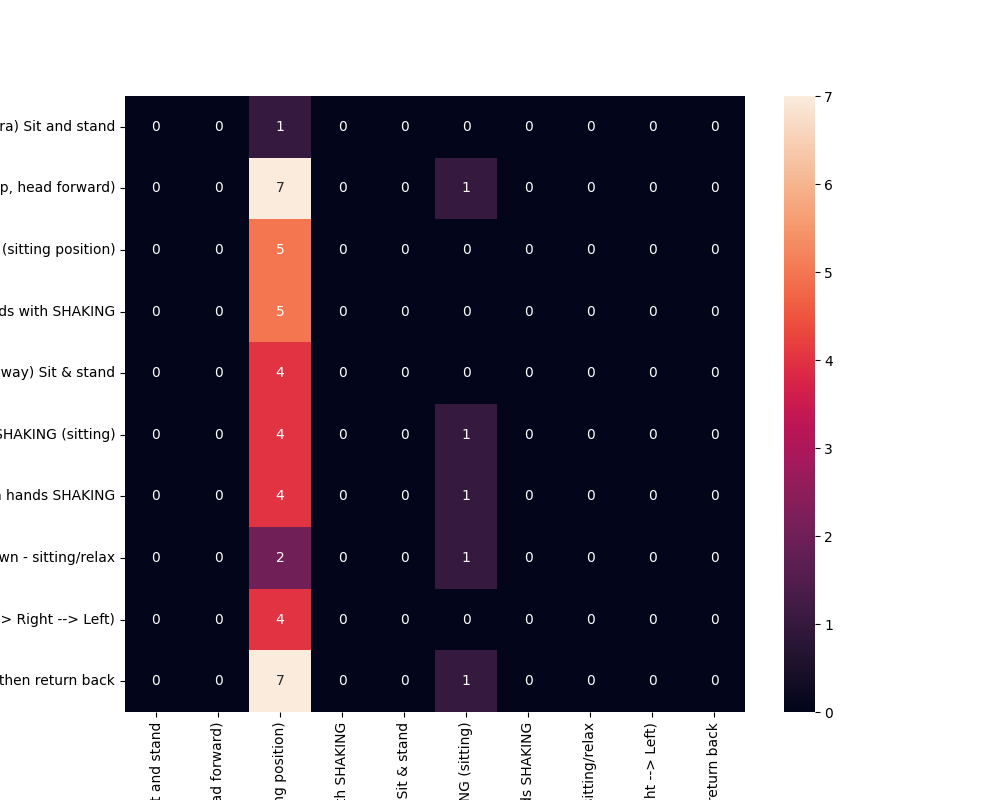 7
ra) Sit and stand 0 0 1 0 0 0 0 0 0 0
6
p, head forward) 0 0 7 0 0 1 0 0 0 0
(sitting position) 0 0 5 0 0 0 0 0 0 0
5
ds with SHAKING 0 0 5 0 0 0 0 0 0 0
4
way) Sit & stand 0 0 4 0 0 0 0 0 0 0
SHAKING (sitting) 0 0 4 0 0 1 0 0 0 0
3
hands SHAKING 0 0 4 0 0 1 0 0 0 0
2
wn - sitting/relax 0 0 2 0 0 1 0 0 0 0
1
> Right --> Left) 0 0 4 0 0 0 0 0 0 0
then return back 0 0 7 0 0 1 0 0 0 0
0
t and stand
ad forward)
ng position)
th SHAKING
Sit & stand
NG (sitting)
ds SHAKING
sitting/relax
ht --> Left)
return back